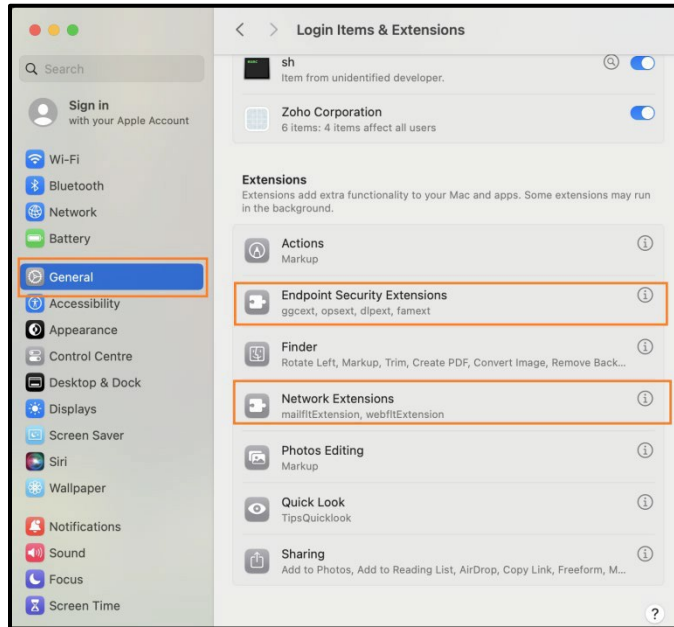 Login Items & Extensions
Search
Sign in
with your Apple Account
Wi-Fi
Bluetooth
Network
Battery
General
Accessibility
Appearance
Control Centre
Desktop & Dock
Displays
Screen Saver
Siri
Wallpaper
Notifications
Sound
Focus
Screen Time
sh
Item from unidentified developer.
Zoho Corporation
6 items: 4 items affect all users
Extensions
Extensions add extra functionality to your Mac and apps. Some extensions may run
in the background.
Actions
Markup
Endpoint Security Extensions
ggcext, opsext, dlpext, famext
Finder
Rotate Left, Markup, Trim, Create PDF, Convert Image, Remove Back...
Network Extensions
mailfltExtension, webfltExtension
Photos Editing
Markup
Quick Look
TipsQuicklook
Sharing
Add to Photos, Add to Reading List, AirDrop, Copy Link, Freeform, M...
?